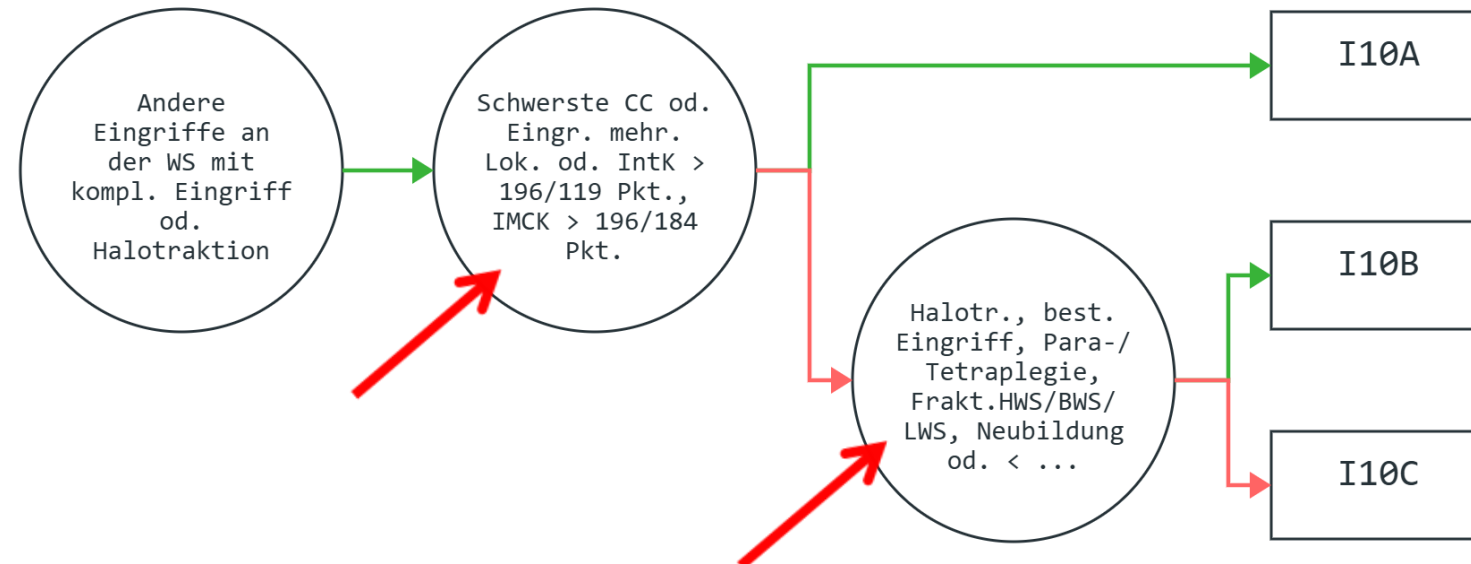 Andere
Eingriffe an
der WS mit
kompl. Eingriff
od.
Halotraktion
Schwerste CC od.
Eingr. mehr.
Lok. od. IntK >
196/119 Pkt.,
IMCK > 196/184
Pkt.
I10A
Halotr., best.
Eingriff, Para-/
Tetraplegie,
Frakt.HWS/BWS/
LWS, Neubildung
od. < ...
I10B
I10C